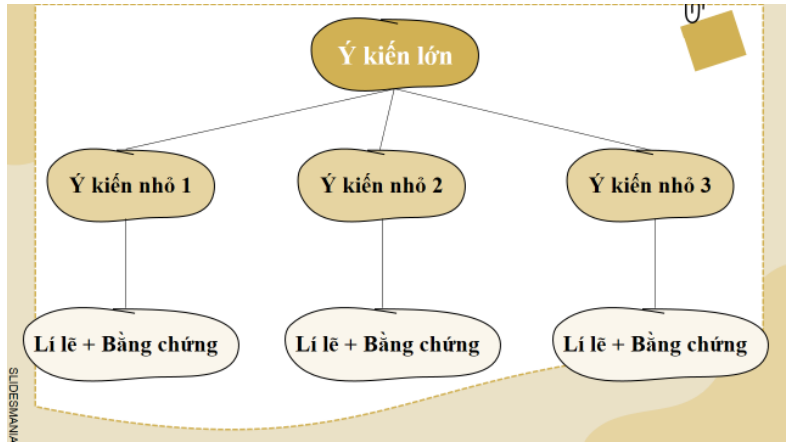 Ý kiến lớn
Ý kiến nhỏ 1
Ý kiến nhỏ 2
Ý kiến nhỏ 3
Lí lẽ + Bằng chứng
Lí lẽ + Bằng chứng
Lí lẽ + Bằng chứng
SLIDESMANIA